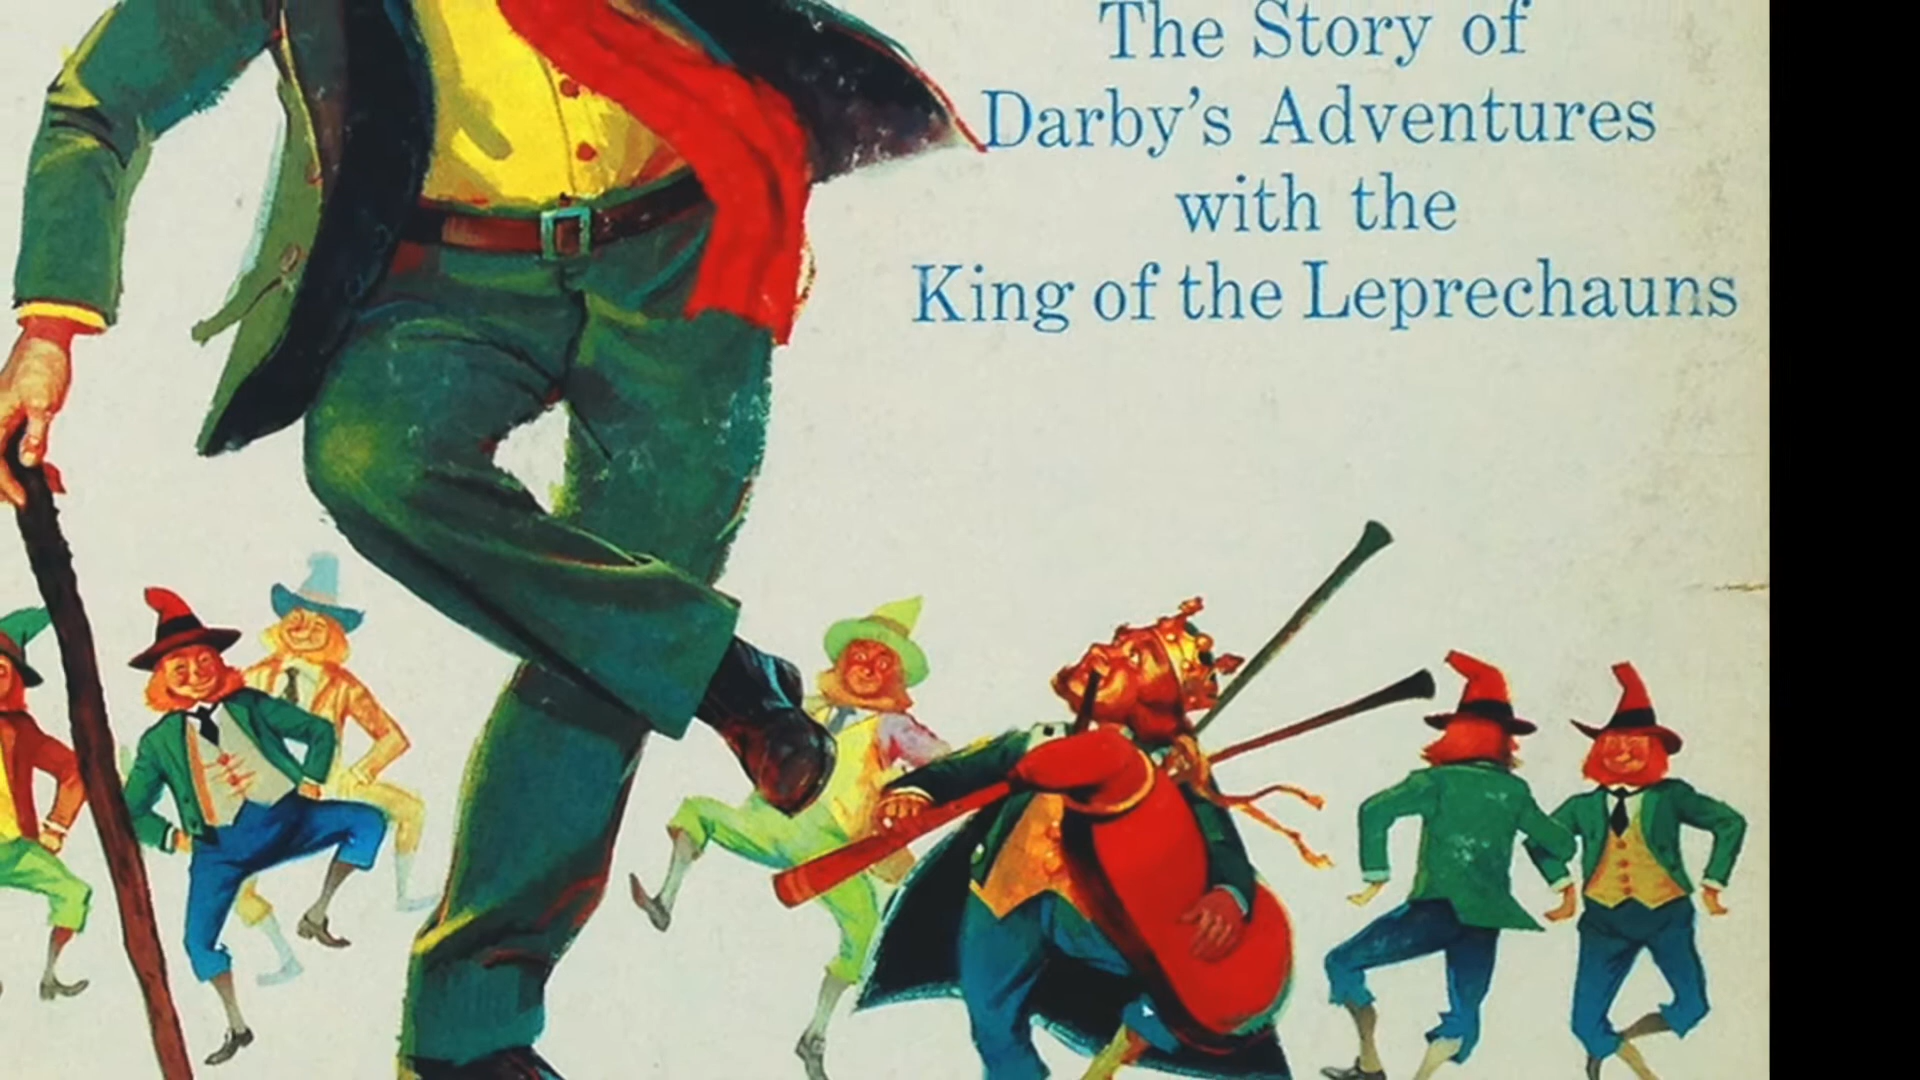 The Story of
Darby's Adventures
with the
King of the Leprechauns